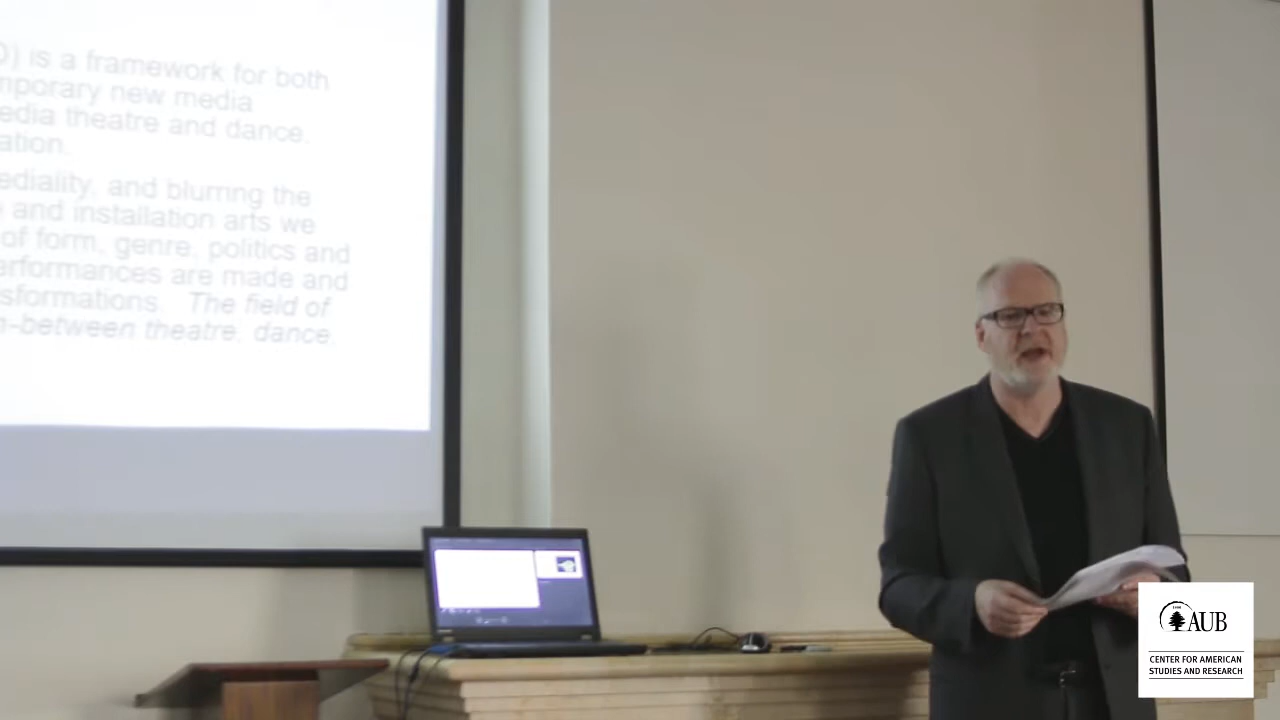 is a framework for both
mporary new media
edia theatre and dance.
ation.
ediality, and blurring the
and installation arts we
of form, genre, politics and
erformances are made and
sformations. The field of
n-between theatre, dance
AUB
CENTER FOR AMERICAN
STUDIES AND RESEARCH